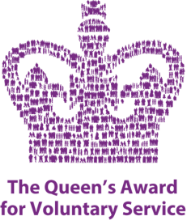 The Queen's Award
for Voluntary Service